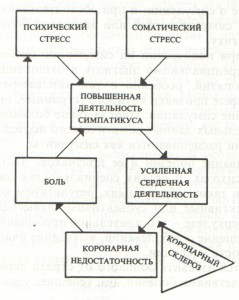 ПСИХИЧЕСКИЙ
СТРЕСС
СОМАТИЧЕСКИЙ
СТРЕСС
ПОВЫШЕННАЯ
ДЕЯТЕЛЬНОСТЬ
СИМПАТИКУСА
БОЛЬ
УСИЛЕННАЯ
СЕРДЕЧНАЯ
ДЕЯТЕЛЬНОСТЬ
КОРОНАРНАЯ
НЕДОСТАТОЧНОСТЬ
КОРОНАРНЫЙ
СКЛЕРОЗ